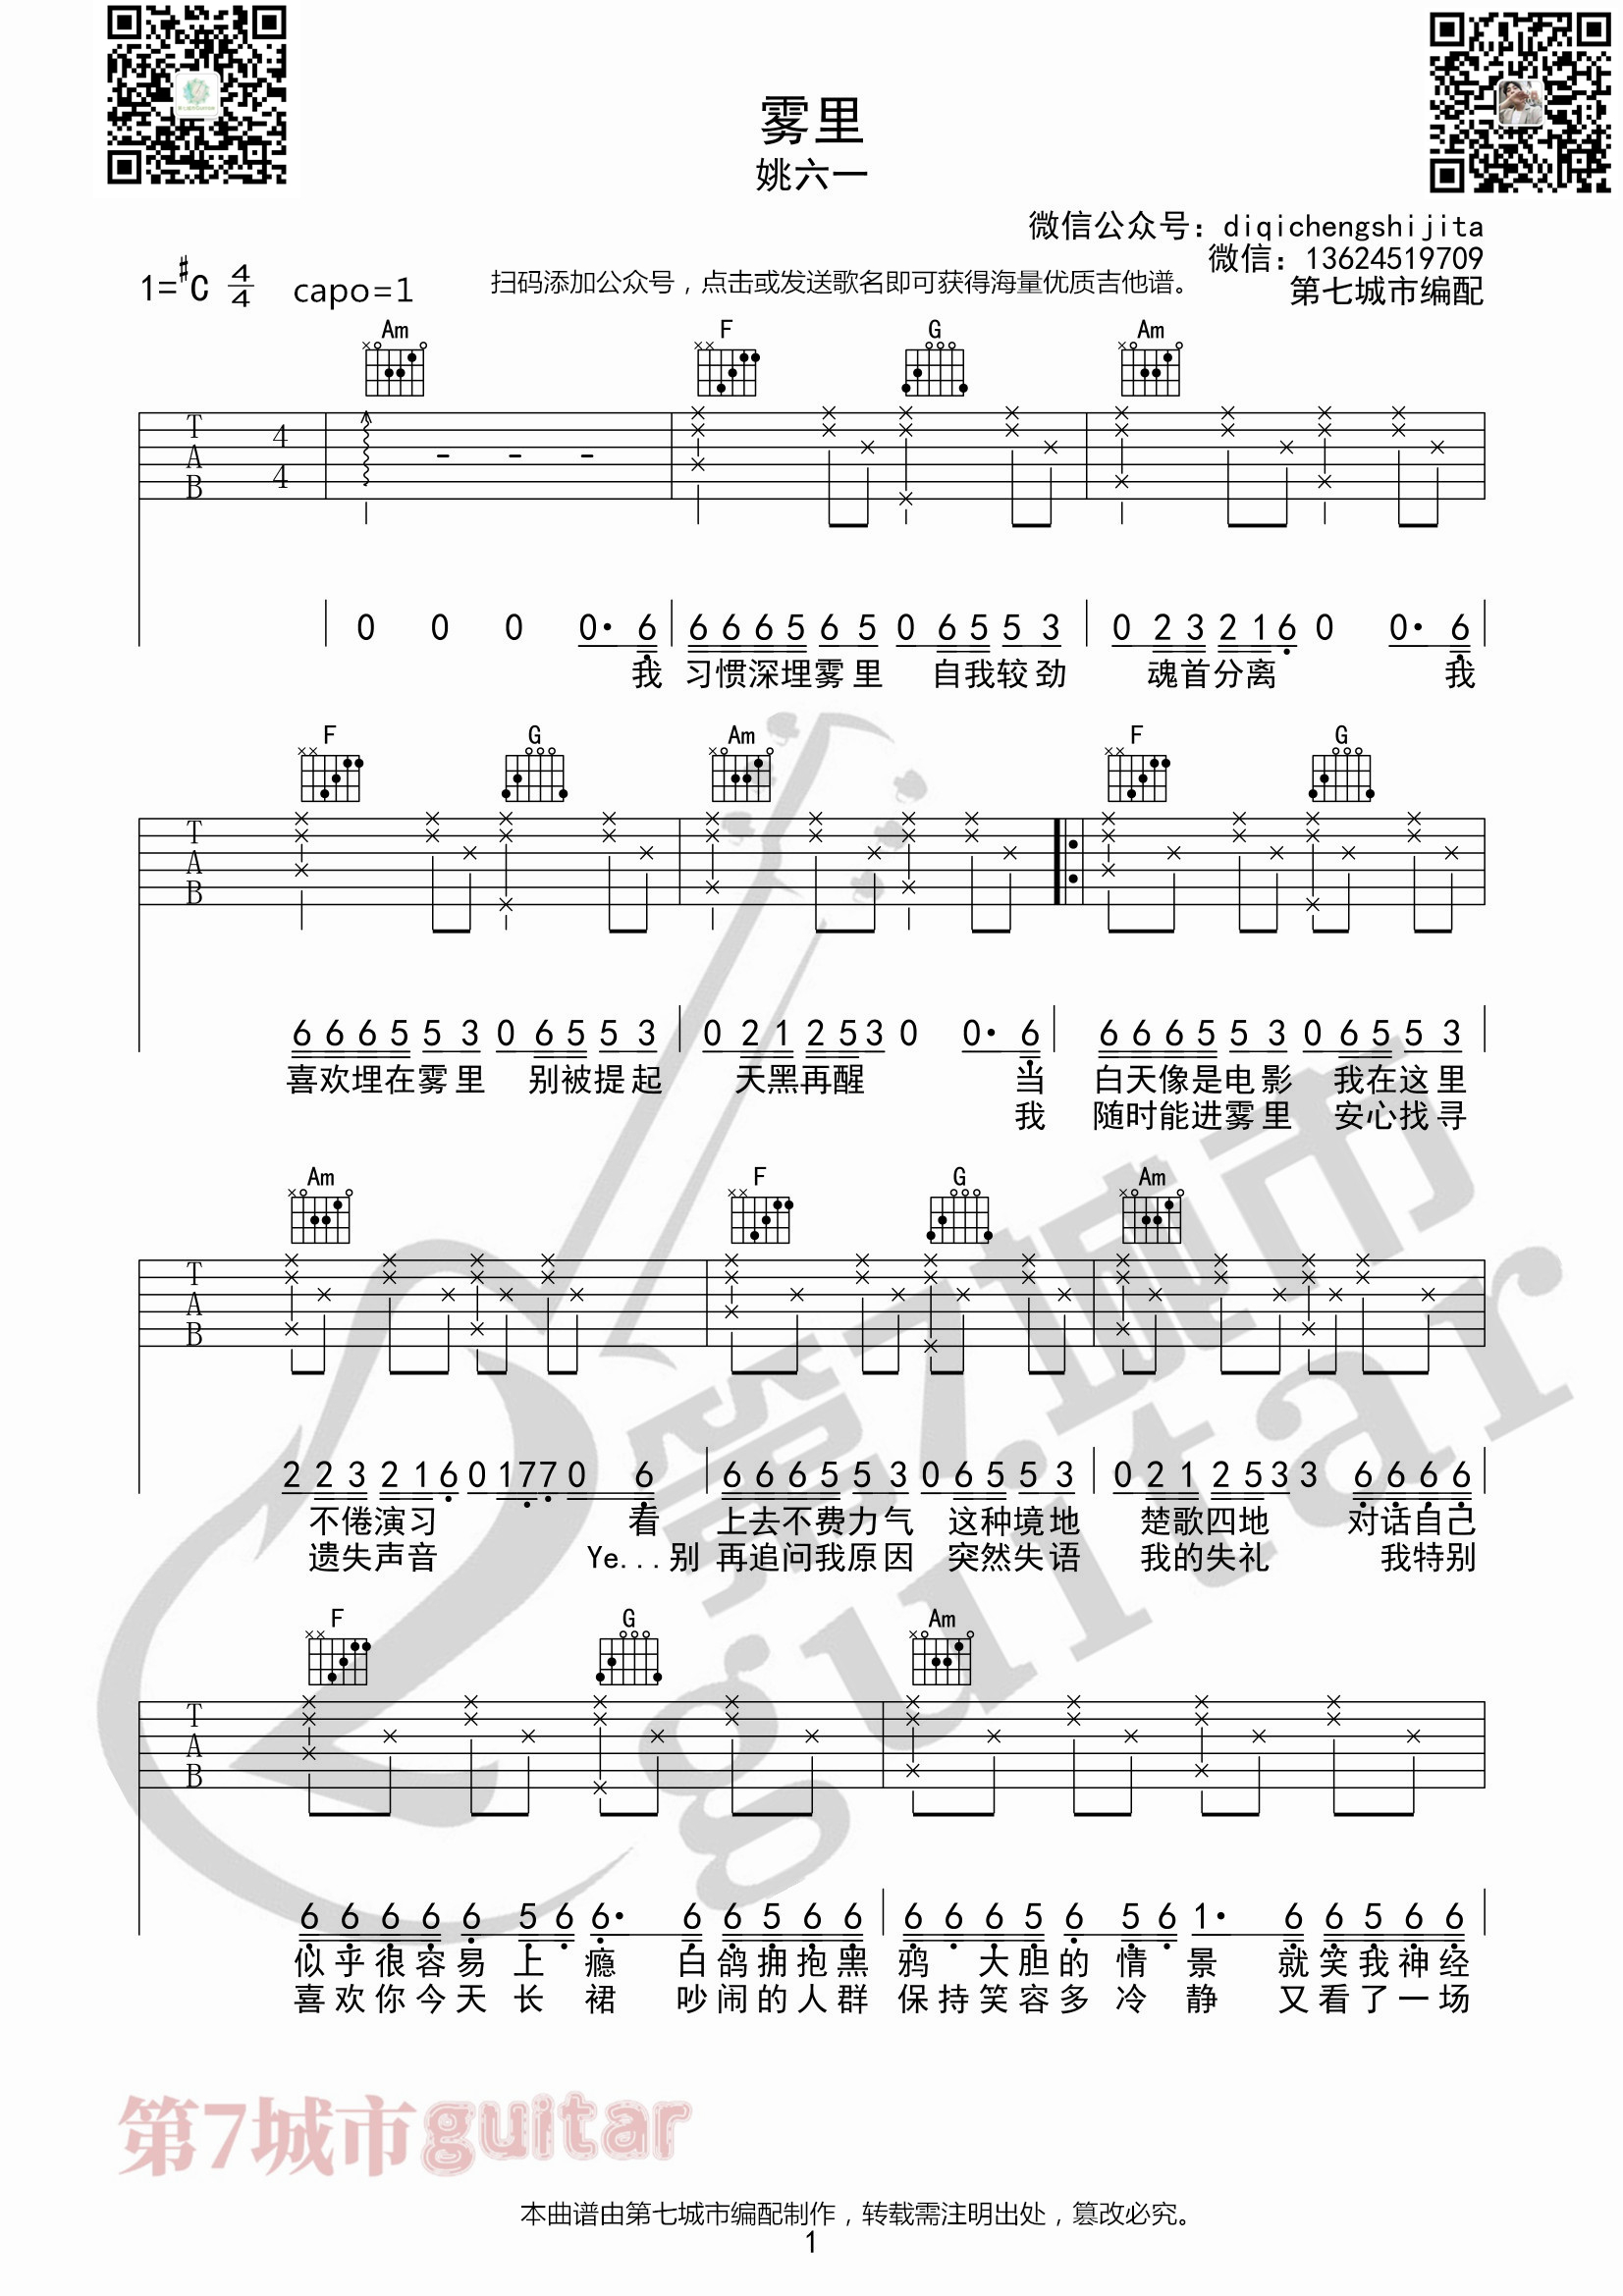 雾里
姚六一
微信公众号：diqichengshijita
微信：13624519709
第七城市编配
1=#C 4/4 capo=1 扫码添加公众号，点击或发送歌名即可获得海量优质吉他谱。
Am F G Am
T A B 4 4
0 0 0 0· 6 6 6 6 5 6 5 0 6 5 5 3 0 2 3 2 1 6 0 0· 6
我 习惯深埋雾里 自我较劲 魂首分离 我
F G Am F G
T A B
6 6 6 5 5 3 0 6 5 5 3 0 2 1 2 5 3 0 0· 6 6 6 6 5 5 3 0 6 5 5 3
喜欢埋在雾里 别被提起 天黑再醒 当 白天像是电影 我在这里
我 随时能进雾里 安心找寻
Am F G Am
T A B
2 2 3 2 1 6 0 1 7 7 0 6 6 6 6 5 5 3 0 6 5 5 3 0 2 1 2 5 3 3 6 6 6 6
不倦演习 看 上去不费力气 这种境地 楚歌四地 对话自己
遗失声音 Ye...别 再追问我原因 突然失语 我的失礼 我特别
F G Am
T A B
6 6 6 6 6 5 6 6· 6 6 5 6 6 6 6 6 5 6 5 6 1· 6 6 5 6 6
似乎很容易上瘾 白鸽拥抱黑鸦 大胆的情景 就笑我神经
喜欢你今天长裙 吵闹的人群 保持笑容多冷静 又看了一场
第7城市guitar
第7城市guitar
本曲谱由第七城市编配制作，转载需注明出处，篡改必究。
1